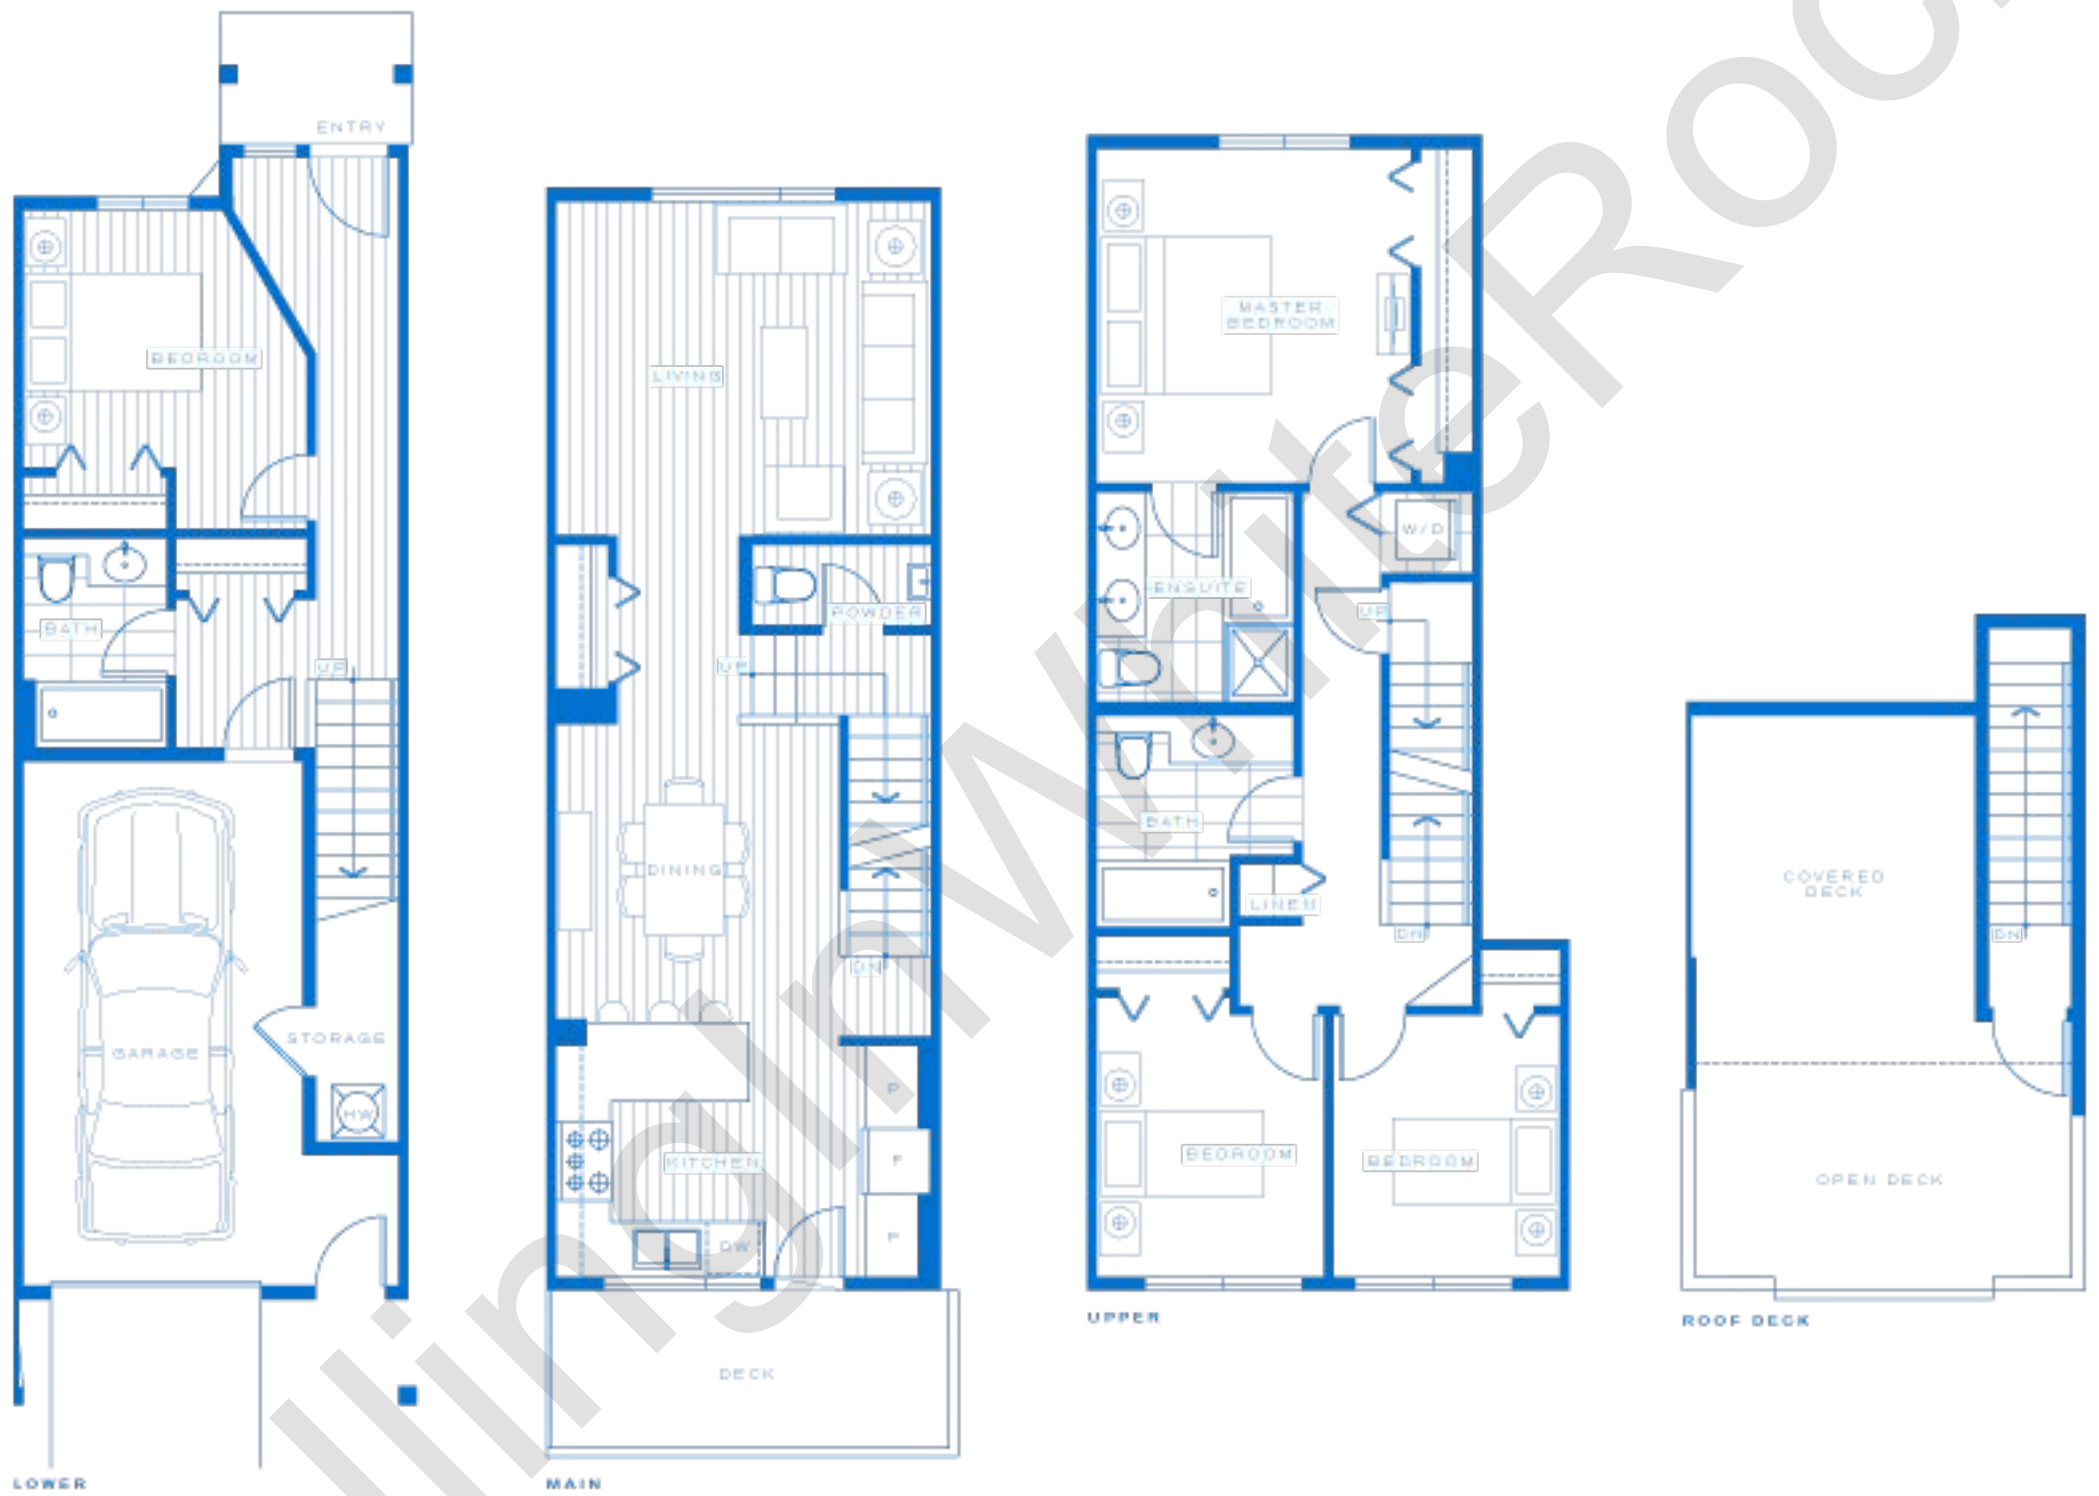 ENTRY
BEDROOM
BATH
UP
GARAGE
STORAGE
HW
LOWER
LIVING
POWDER
UP
DINING
DN
P
KITCHEN
F
P
DW
DECK
MAIN
MASTER
BEDROOM
W/D
ENSUITE
UP
BATH
LINEN
DN
BEDROOM
BEDROOM
UPPER
COVERED
DECK
DN
OPEN DECK
ROOF DECK
llingInWhiteRoc